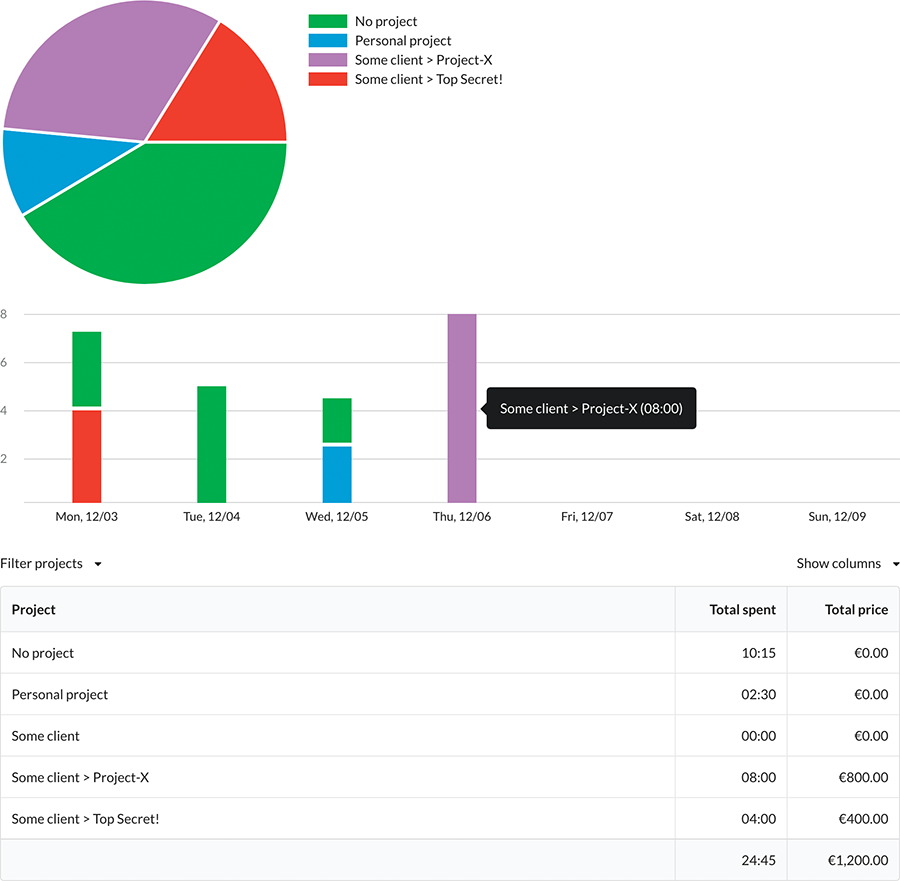 No project
Personal project
Some client > Project-X
Some client > Top Secret!
8
6
4
2
Some client > Project-X (08:00)
Mon, 12/03 Tue, 12/04 Wed, 12/05 Thu, 12/06 Fri, 12/07 Sat, 12/08 Sun, 12/09
Filter projects Show columns
Project Total spent Total price
No project 10:15 €0.00
Personal project 02:30 €0.00
Some client 00:00 €0.00
Some client > Project-X 08:00 €800.00
Some client > Top Secret! 04:00 €400.00
24:45 €1,200.00